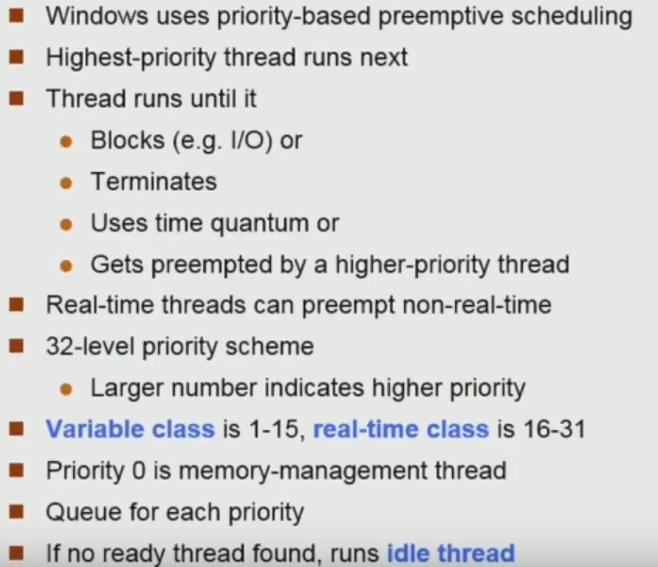 Windows uses priority-based preemptive scheduling
Highest-priority thread runs next
Thread runs until it
Blocks (e.g. I/O) or
Terminates
Uses time quantum or
Gets preempted by a higher-priority thread
Real-time threads can preempt non-real-time
32-level priority scheme
Larger number indicates higher priority
Variable class is 1-15, real-time class is 16-31
Priority 0 is memory-management thread
Queue for each priority
If no ready thread found, runs idle thread